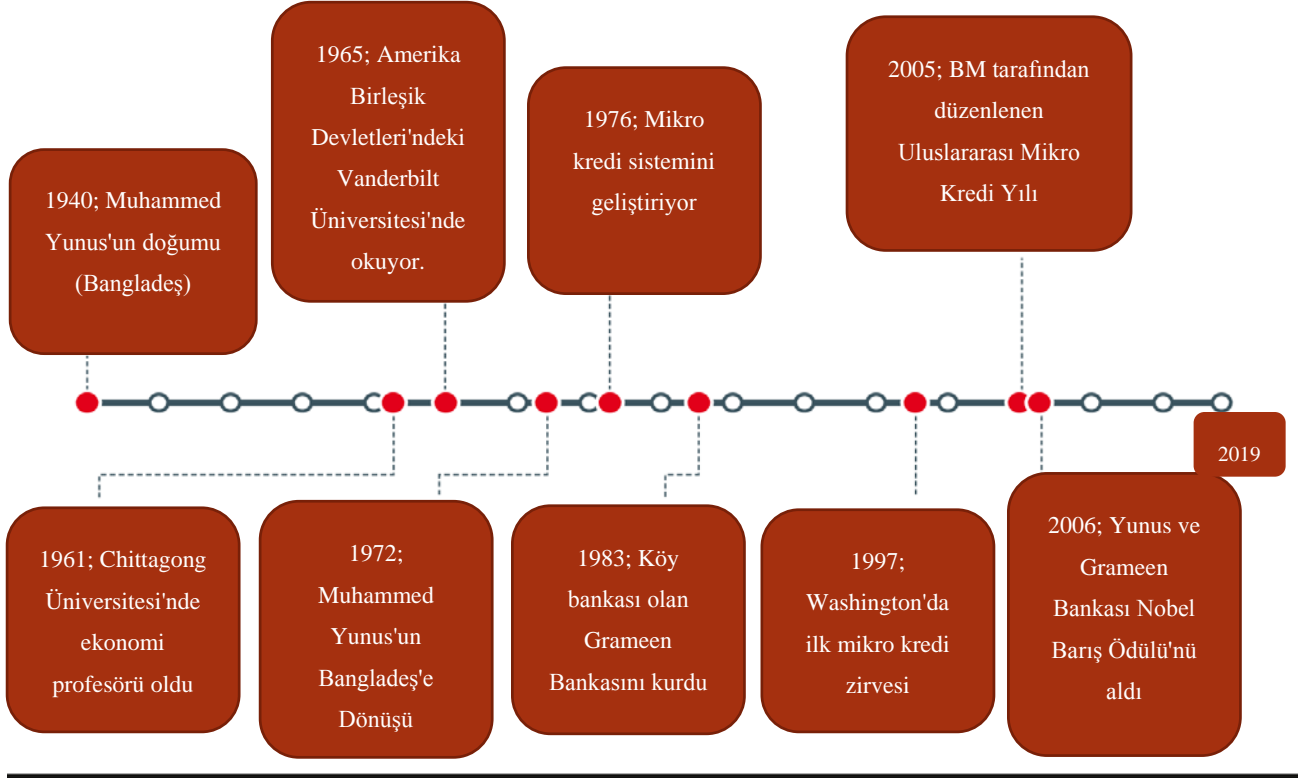 1940; Muhammed
Yunus'un doğumu
(Bangladeş)
1965; Amerika
Birleşik
Devletleri'ndeki
Vanderbilt
Üniversitesi'nde
okuyor.
1976; Mikro
kredi sistemini
geliştiriyor
2005; BM tarafından
düzenlenen
Uluslararası Mikro
Kredi Yılı
2019
1961; Chittagong
Üniversitesi'nde
ekonomi
profesörü oldu
1972;
Muhammed
Yunus'un
Bangladeş'e
Dönüşü
1983; Köy
bankası olan
Grameen
Bankasını kurdu
1997;
Washington'da
ilk mikro kredi
zirvesi
2006; Yunus ve
Grameen
Bankası Nobel
Barış Ödülü'nü
aldı